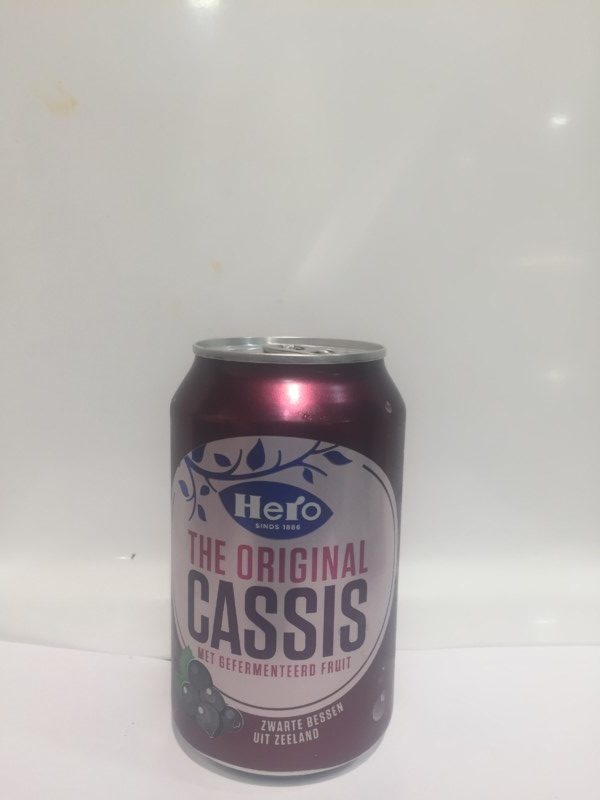 Hero
SINDS 1886
THE ORIGINAL
CASSIS
MET GEFERMENTEERD FRUIT
ZWARTE BESSEN
UIT ZEELAND